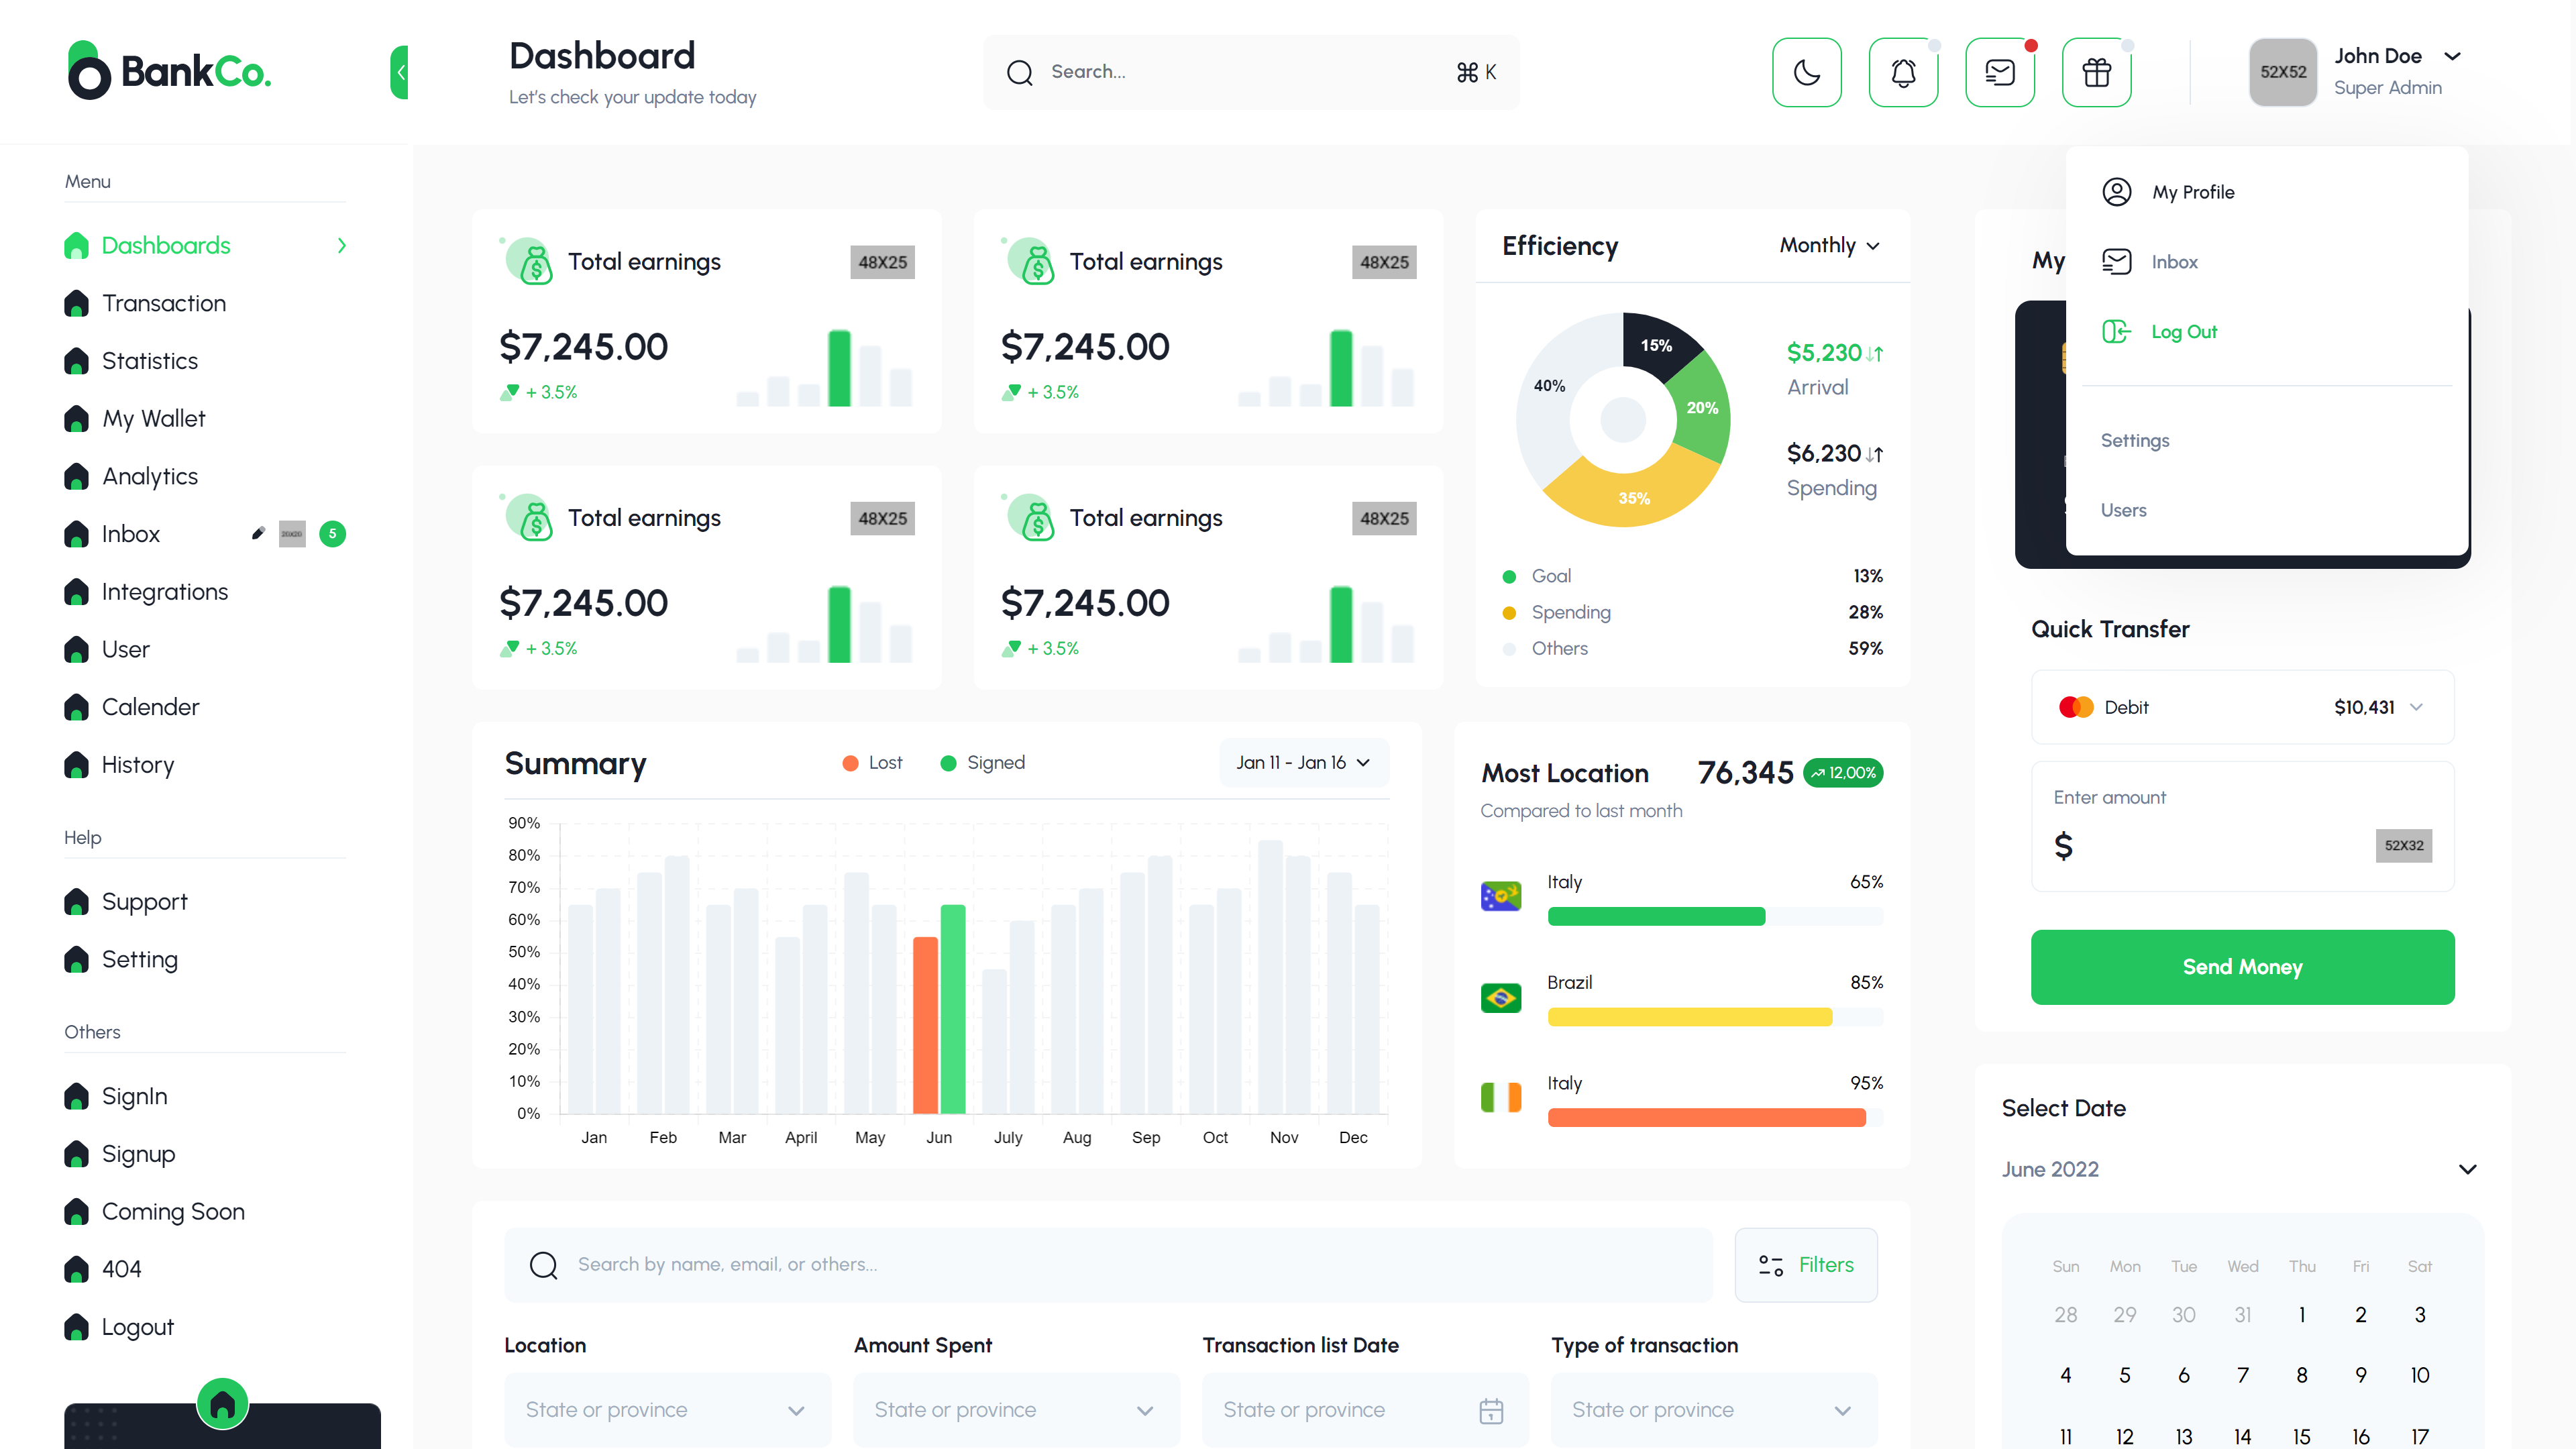 BankCo.
Dashboard
Let's check your update today
Search...
⌘ K
52X52
John Doe
Super Admin
Menu
Dashboards
Transaction
Statistics
My Wallet
Analytics
Inbox
20X20
5
Integrations
User
Calender
History
Help
Support
Setting
Others
SignIn
Signup
Coming Soon
404
Logout
Total earnings
48X25
$7,245.00
+ 3.5%
Total earnings
48X25
$7,245.00
+ 3.5%
Total earnings
48X25
$7,245.00
+ 3.5%
Total earnings
48X25
$7,245.00
+ 3.5%
Efficiency
Monthly
15%
40%
20%
35%
$5,230
Arrival
$6,230
Spending
Goal 13%
Spending 28%
Others 59%
My
My Profile
Inbox
Log Out
Settings
Users
Quick Transfer
Debit $10,431
Enter amount
$
52X32
Send Money
Summary
Lost
Signed
Jan 11 - Jan 16
90%
80%
70%
60%
50%
40%
30%
20%
10%
0%
Jan Feb Mar April May Jun July Aug Sep Oct Nov Dec
Most Location
76,345
12,00%
Compared to last month
Italy 65%
Brazil 85%
Italy 95%
Select Date
June 2022
Sun Mon Tue Wed Thu Fri Sat
28 29 30 31 1 2 3
4 5 6 7 8 9 10
11 12 13 14 15 16 17
Search by name, email, or others...
Filters
Location
State or province
Amount Spent
State or province
Transaction list Date
State or province
Type of transaction
State or province